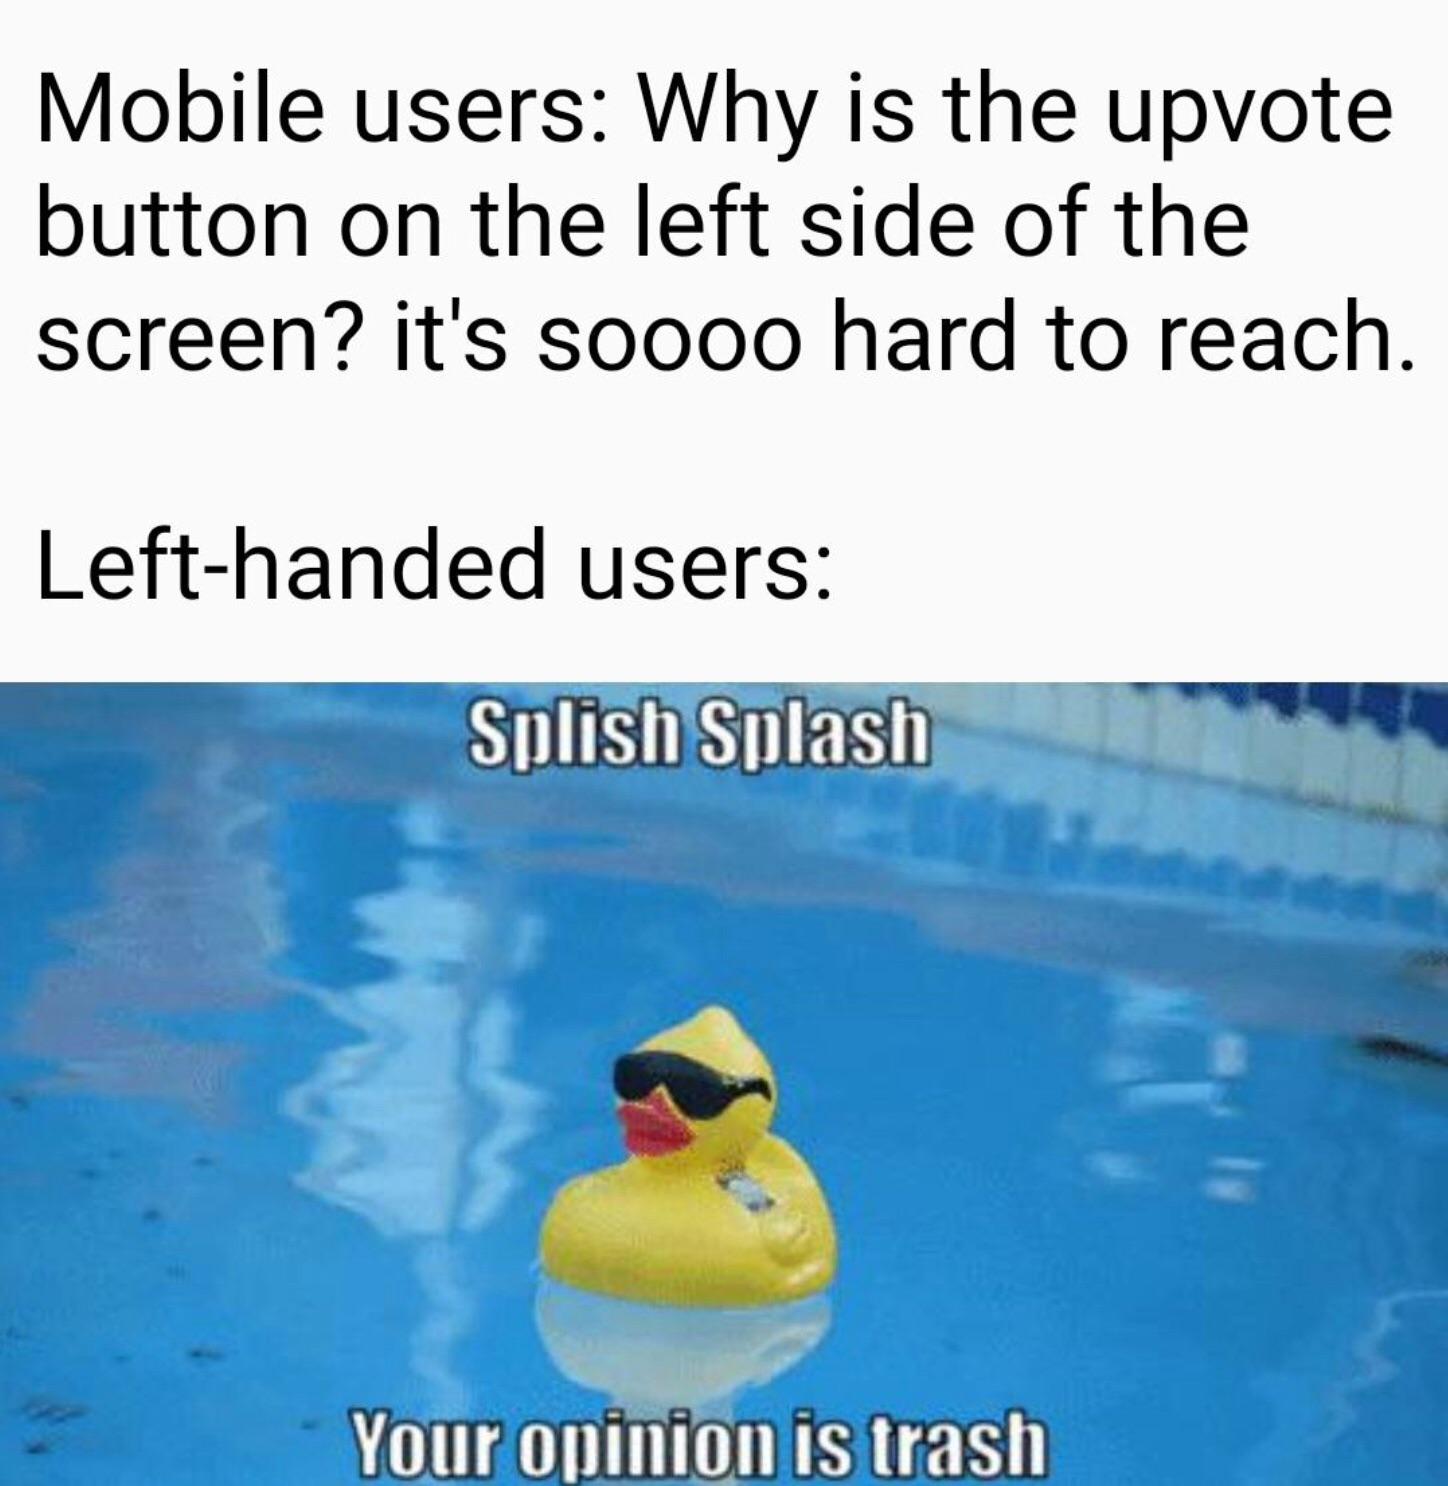 Mobile users: Why is the upvote
button on the left side of the
screen? it's soooo hard to reach.
Left-handed users:
Splish Splash
Your opinion is trash